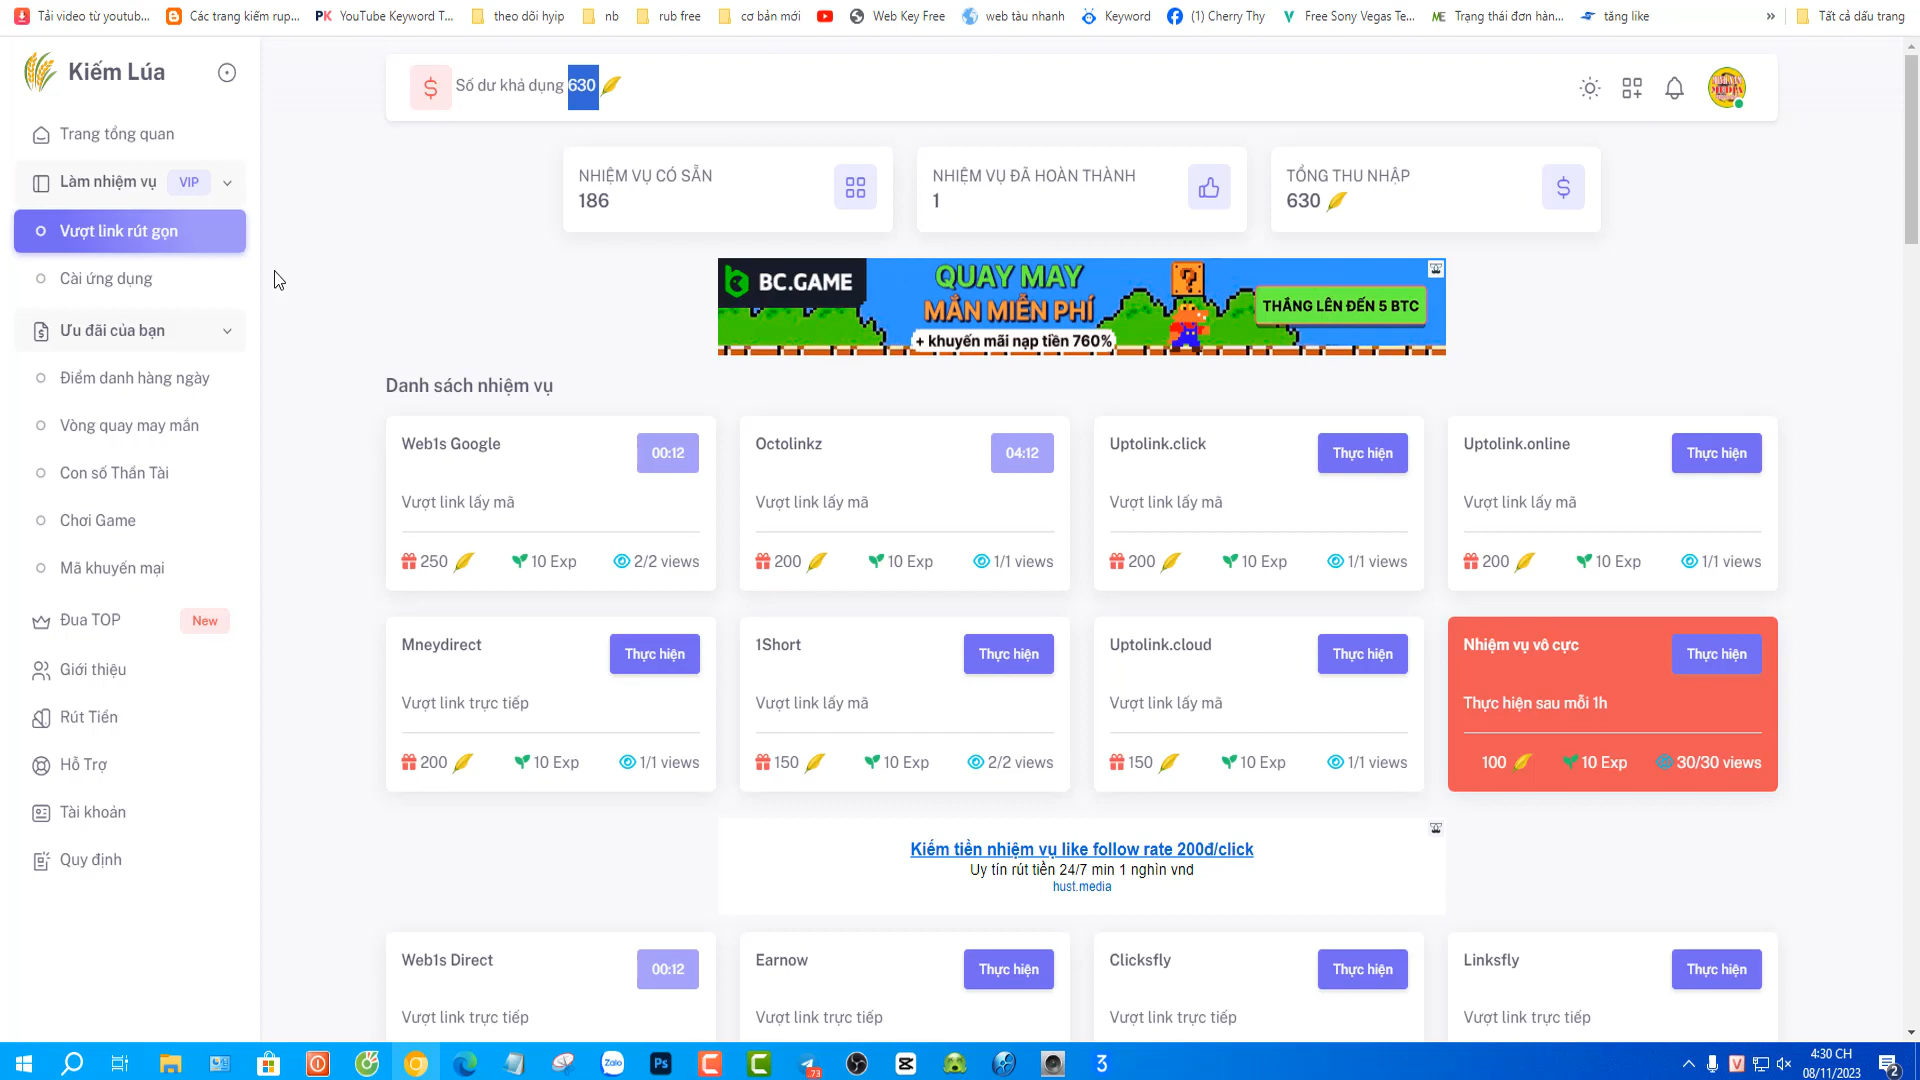 Tải video từ youtub...
Các trang kiếm rup...
PK YouTube Keyword T...
theo dõi hyip
nb
rub free
cơ bản mới
Web Key Free
web tàu nhanh
Keyword
(1) Cherry Thy
Free Sony Vegas Te...
ME Trạng thái đơn hàn...
tăng like
»
Tất cả dấu trang
Kiếm Lúa
Trang tổng quan
Làm nhiệm vụ VIP
Vượt link rút gọn
Cài ứng dụng
Ưu đãi của bạn
Điểm danh hàng ngày
Vòng quay may mắn
Con số Thần Tài
Chơi Game
Mã khuyến mại
Đua TOP New
Giới thiệu
Rút Tiền
Hỗ Trợ
Tài khoản
Quy định
$ Số dư khả dụng 630
NHIỆM VỤ CÓ SẴN
186
NHIỆM VỤ ĐÃ HOÀN THÀNH
1
TỔNG THU NHẬP
630
$
BC.GAME
QUAY MAY
MẮN MIỄN PHÍ
+ khuyến mãi nạp tiền 760%
?
THẮNG LÊN ĐẾN 5 BTC
Danh sách nhiệm vụ
Web1s Google 00:12
Vượt link lấy mã
250 10 Exp 2/2 views
Octolinkz 04:12
Vượt link lấy mã
200 10 Exp 1/1 views
Uptolink.click Thực hiện
Vượt link lấy mã
200 10 Exp 1/1 views
Uptolink.online Thực hiện
Vượt link lấy mã
200 10 Exp 1/1 views
Mneydirect Thực hiện
Vượt link trực tiếp
200 10 Exp 1/1 views
1Short Thực hiện
Vượt link lấy mã
150 10 Exp 2/2 views
Uptolink.cloud Thực hiện
Vượt link lấy mã
150 10 Exp 1/1 views
Nhiệm vụ vô cực Thực hiện
Thực hiện sau mỗi 1h
100 10 Exp 30/30 views
Kiếm tiền nhiệm vụ like follow rate 200đ/click
Uy tín rút tiền 24/7 min 1 nghìn vnd
hust.media
Web1s Direct 00:12
Vượt link trực tiếp
Earnow Thực hiện
Vượt link trực tiếp
Clicksfly Thực hiện
Vượt link trực tiếp
Linksfly Thực hiện
Vượt link trực tiếp
Zalo
Ps
C
C
73
3
V
4:30 CH
08/11/2023
2